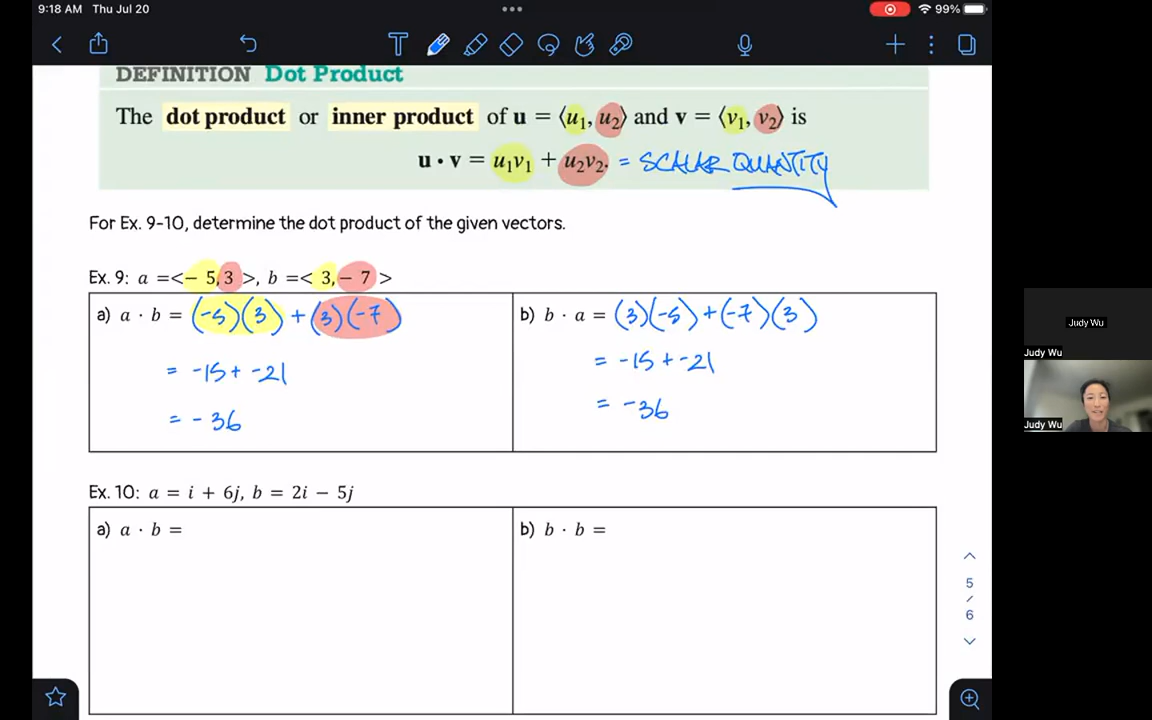 9:18 AM Thu Jul 20
99%
DEFINITION Dot Product
The dot product or inner product of u = ⟨u₁, u₂⟩ and v = ⟨v₁, v₂⟩ is
u • v = u₁v₁ + u₂v₂. = SCALAR QUANTITY
For Ex. 9-10, determine the dot product of the given vectors.
Ex. 9: a =<− 5,3 >, b =< 3,− 7 >
a) a · b = (-5)(3) + (3)(-7)
= -15 + -21
= -36
b) b · a = (3)(-5) + (-7)(3)
= -15 + -21
= -36
Ex. 10: a = i + 6j, b = 2i − 5j
a) a · b =
b) b · b =
5
/
6
Judy Wu
Judy Wu
Judy Wu